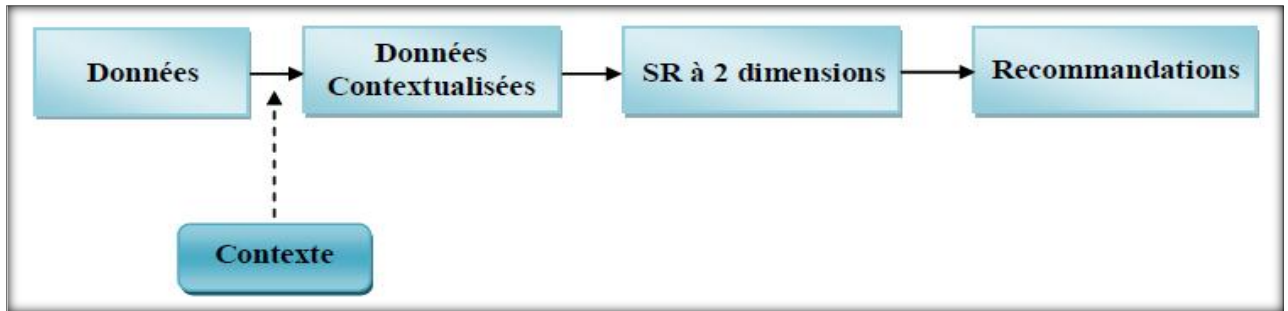 Données
Données
Contextualisées
SR à 2 dimensions
Recommandations
Contexte